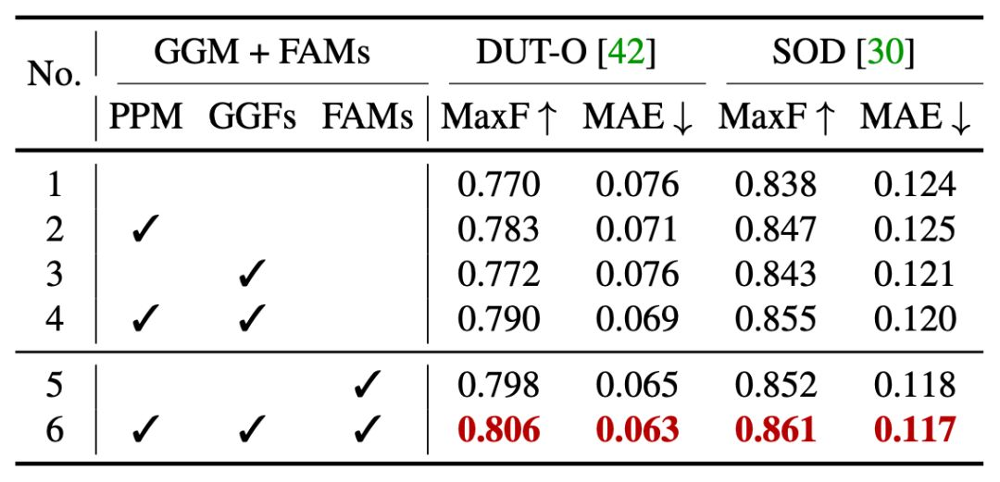 No. GGM + FAMs DUT-O [42] SOD [30]
PPM GGFs FAMs MaxF ↑ MAE ↓ MaxF ↑ MAE ↓
1 0.770 0.076 0.838 0.124
2 ✓ 0.783 0.071 0.847 0.125
3 ✓ 0.772 0.076 0.843 0.121
4 ✓ ✓ 0.790 0.069 0.855 0.120
5 ✓ 0.798 0.065 0.852 0.118
6 ✓ ✓ ✓ 0.806 0.063 0.861 0.117